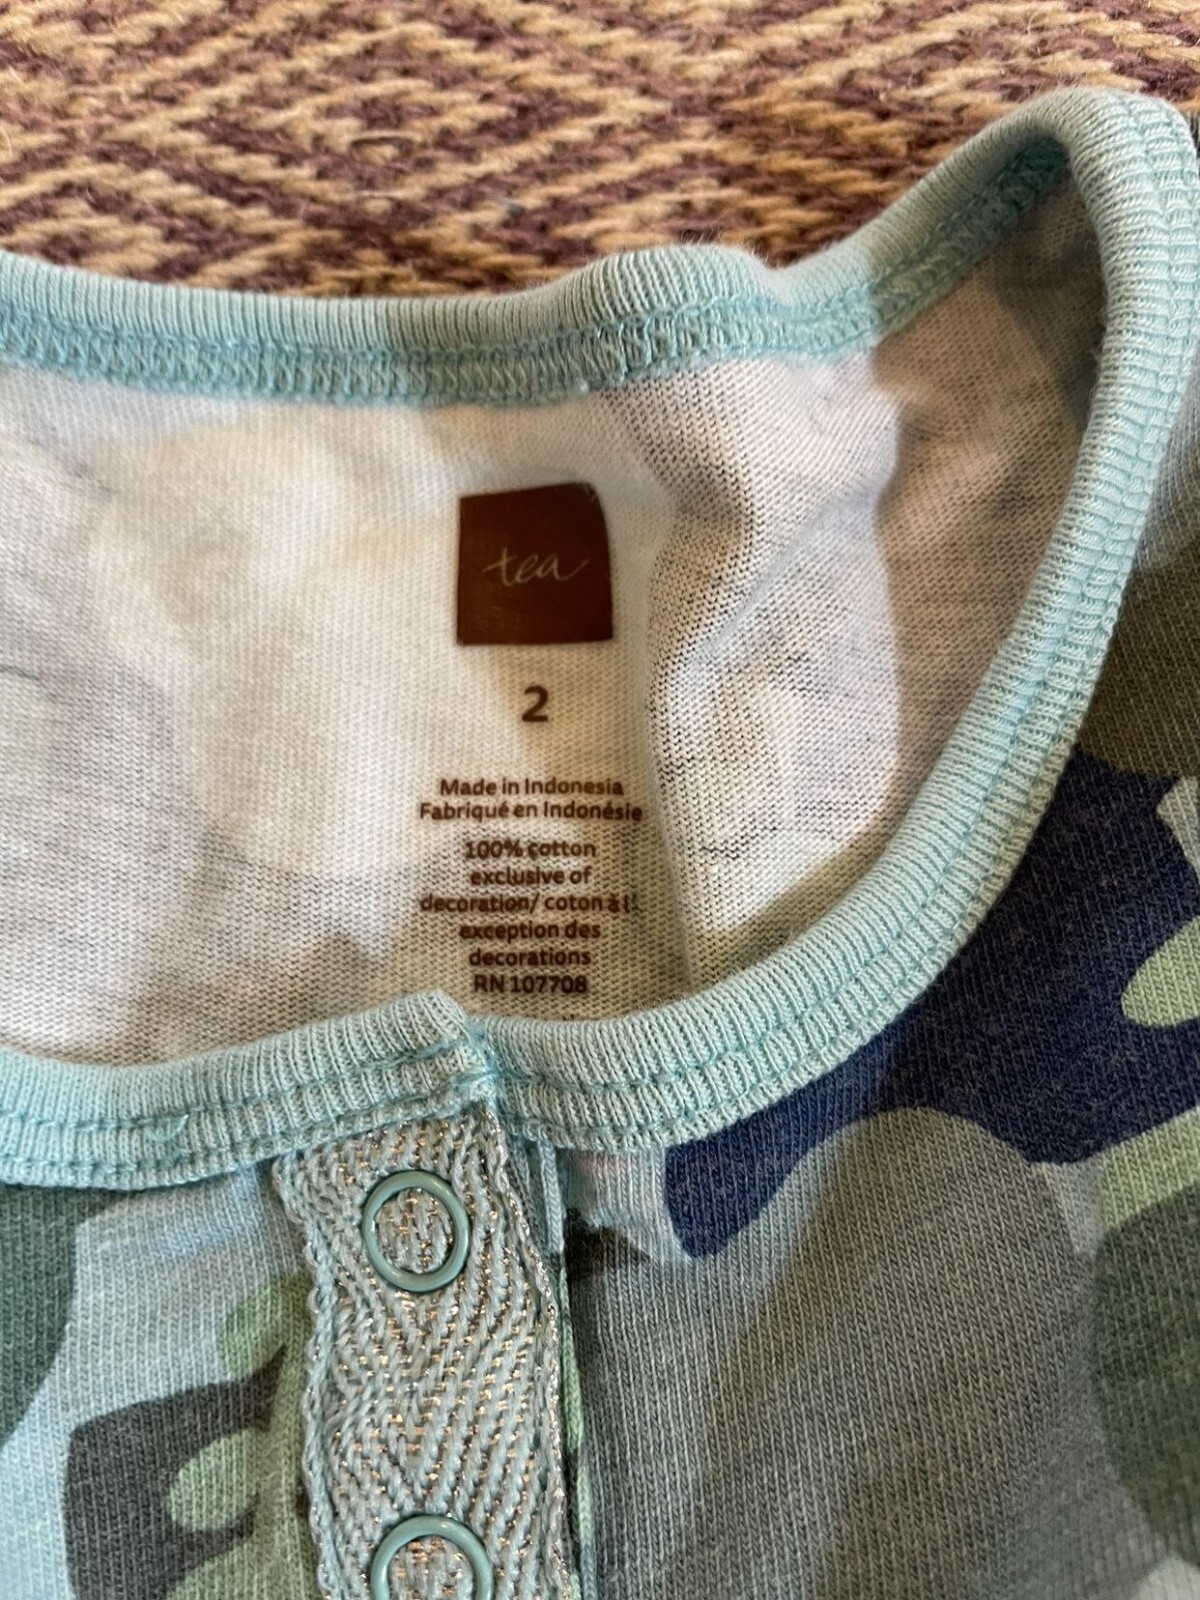 tea
2
Made in Indonesia
Fabriqué en Indonésie
100% cotton
exclusive of
decoration/ coton à l'
exception des
decorations
RN 107708